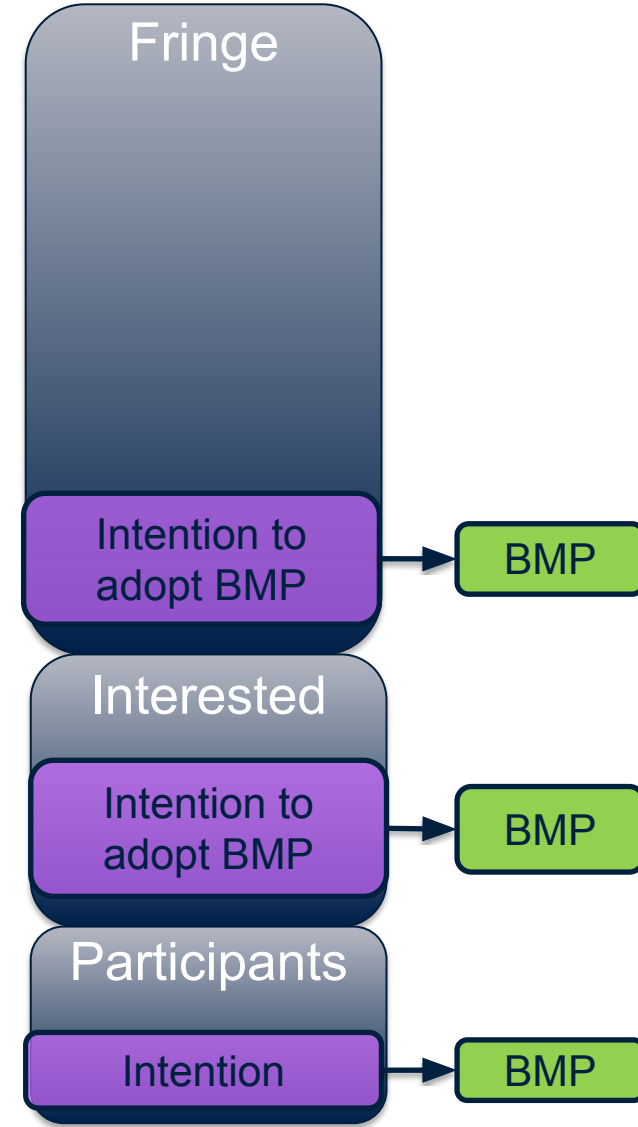 Fringe
Intention to
adopt BMP
BMP
Interested
Intention to
adopt BMP
BMP
Participants
Intention
BMP